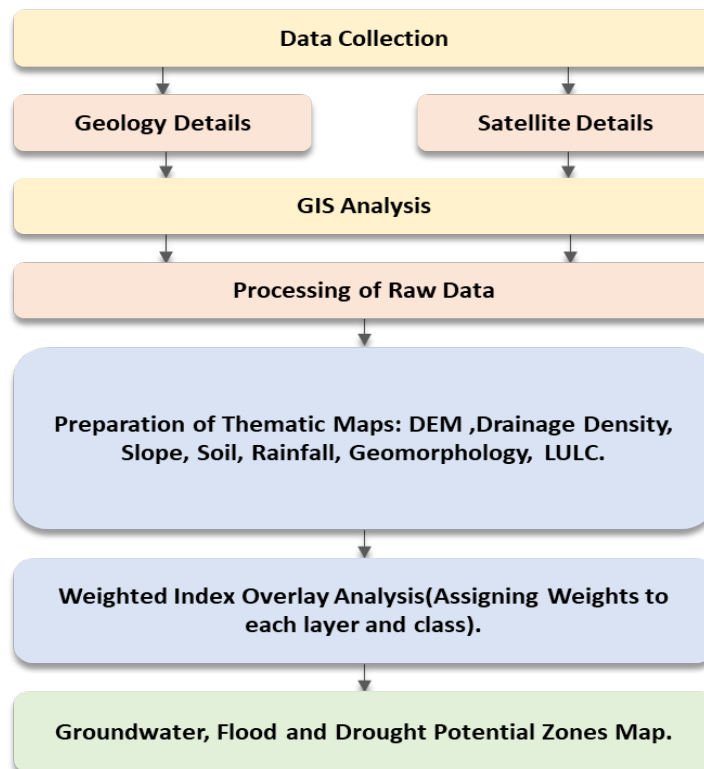 Data Collection
Geology Details
Satellite Details
GIS Analysis
Processing of Raw Data
Preparation of Thematic Maps: DEM ,Drainage Density,
Slope, Soil, Rainfall, Geomorphology, LULC.
Weighted Index Overlay Analysis(Assigning Weights to
each layer and class).
Groundwater, Flood and Drought Potential Zones Map.